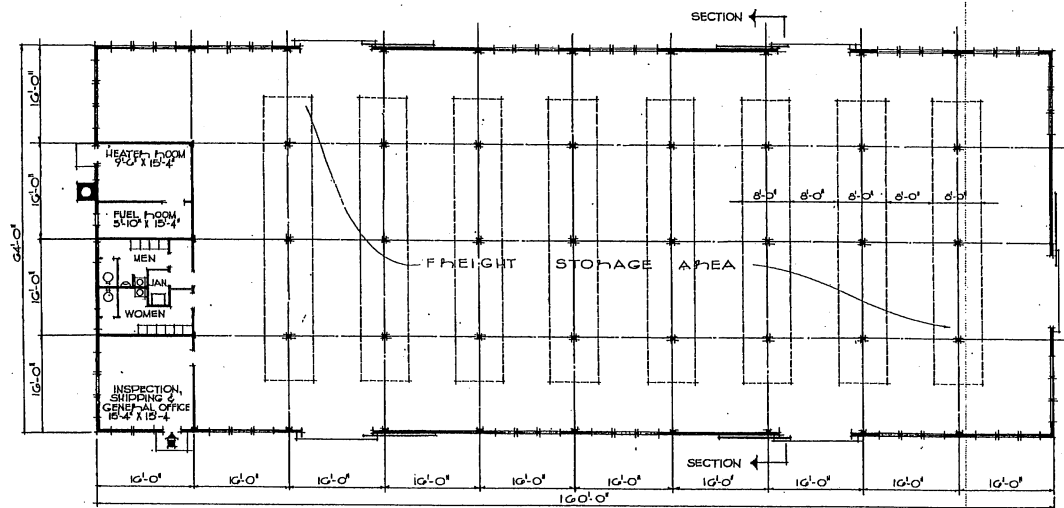 SECTION
16'-0"
16'-0"
16'-0"
16'-0"
64'-0"
HEATER ROOM
9'-6" X 15'-4"
FUEL ROOM
5'-10" X 15'-4"
MEN
JAN.
WOMEN
INSPECTION,
SHIPPING &
GENERAL OFFICE
15'-4" X 15'-4"
8'-0" 8'-0" 8'-0" 8'-0" 8'-0"
FREIGHT STORAGE AREA
SECTION
16'-0" 16'-0" 16'-0" 16'-0" 16'-0" 16'-0" 16'-0" 16'-0" 16'-0" 16'-0"
160'-0"